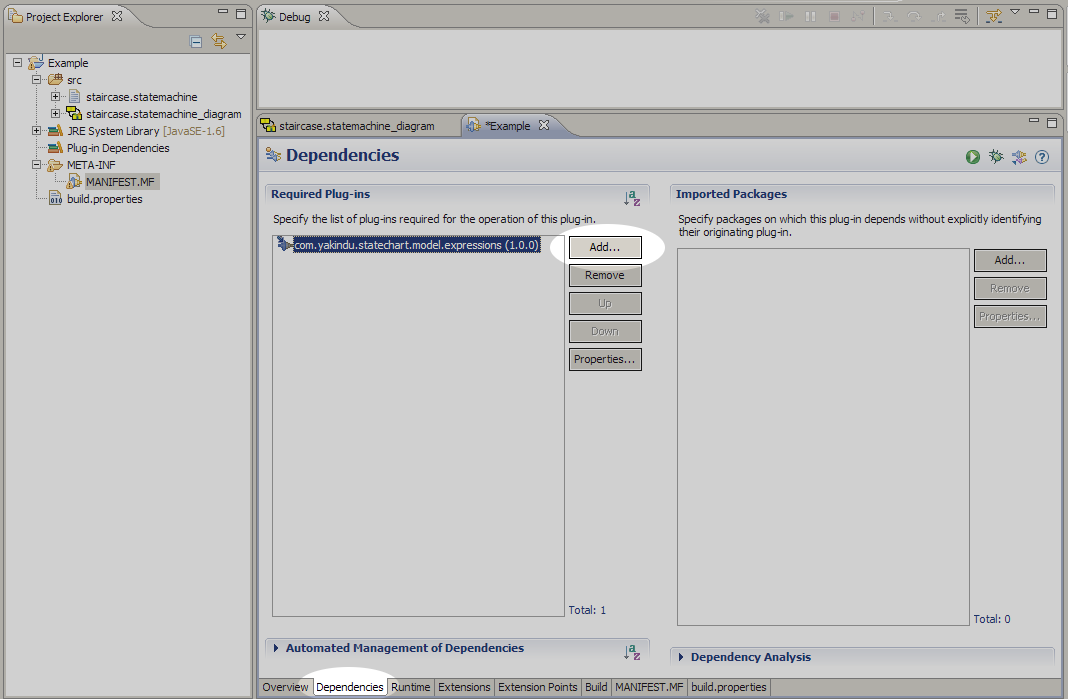 Project Explorer
Example
src
staircase.statemachine
staircase.statemachine_diagram
JRE System Library [JavaSE-1.6]
Plug-in Dependencies
META-INF
MANIFEST.MF
build.properties
Debug
staircase.statemachine_diagram
*Example
Dependencies
Required Plug-ins
Specify the list of plug-ins required for the operation of this plug-in.
com.yakindu.statechart.model.expressions (1.0.0)
Add...
Remove
Up
Down
Properties...
Total: 1
Automated Management of Dependencies
Imported Packages
Specify packages on which this plug-in depends without explicitly identifying
their originating plug-in.
Add...
Remove
Properties...
Total: 0
Dependency Analysis
Overview Dependencies Runtime Extensions Extension Points Build MANIFEST.MF build.properties